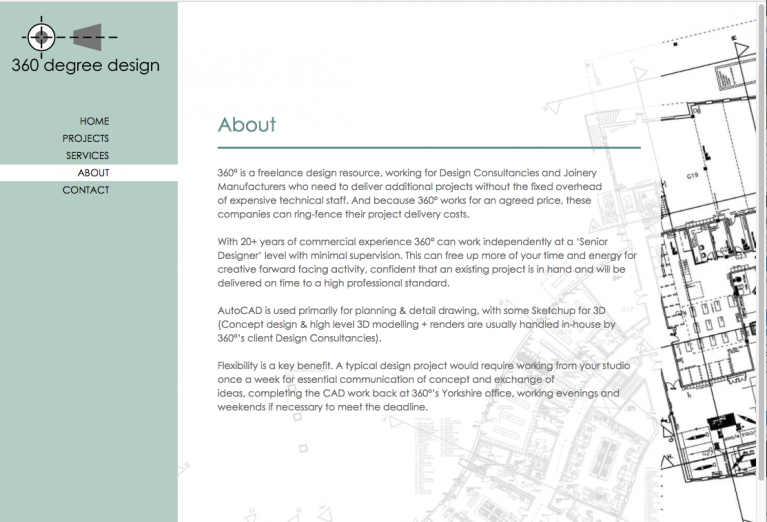 360 degree design
HOME
PROJECTS
SERVICES
ABOUT
CONTACT
About
360º is a freelance design resource, working for Design Consultancies and Joinery
Manufacturers who need to deliver additional projects without the fixed overhead
of expensive technical staff. And because 360º works for an agreed price, these
companies can ring-fence their project delivery costs.
With 20+ years of commercial experience 360º can work independently at a ‘Senior
Designer’ level with minimal supervision. This can free up more of your time and energy for
creative forward facing activity, confident that an existing project is in hand and will be
delivered on time to a high professional standard.
AutoCAD is used primarily for planning & detail drawing, with some Sketchup for 3D
(Concept design & high level 3D modelling + renders are usually handled in-house by
360º’s client Design Consultancies).
Flexibility is a key benefit. A typical design project would require working from your studio
once a week for essential communication of concept and exchange of
ideas, completing the CAD work back at 360º’s Yorkshire office, working evenings and
weekends if necessary to meet the deadline.
G19